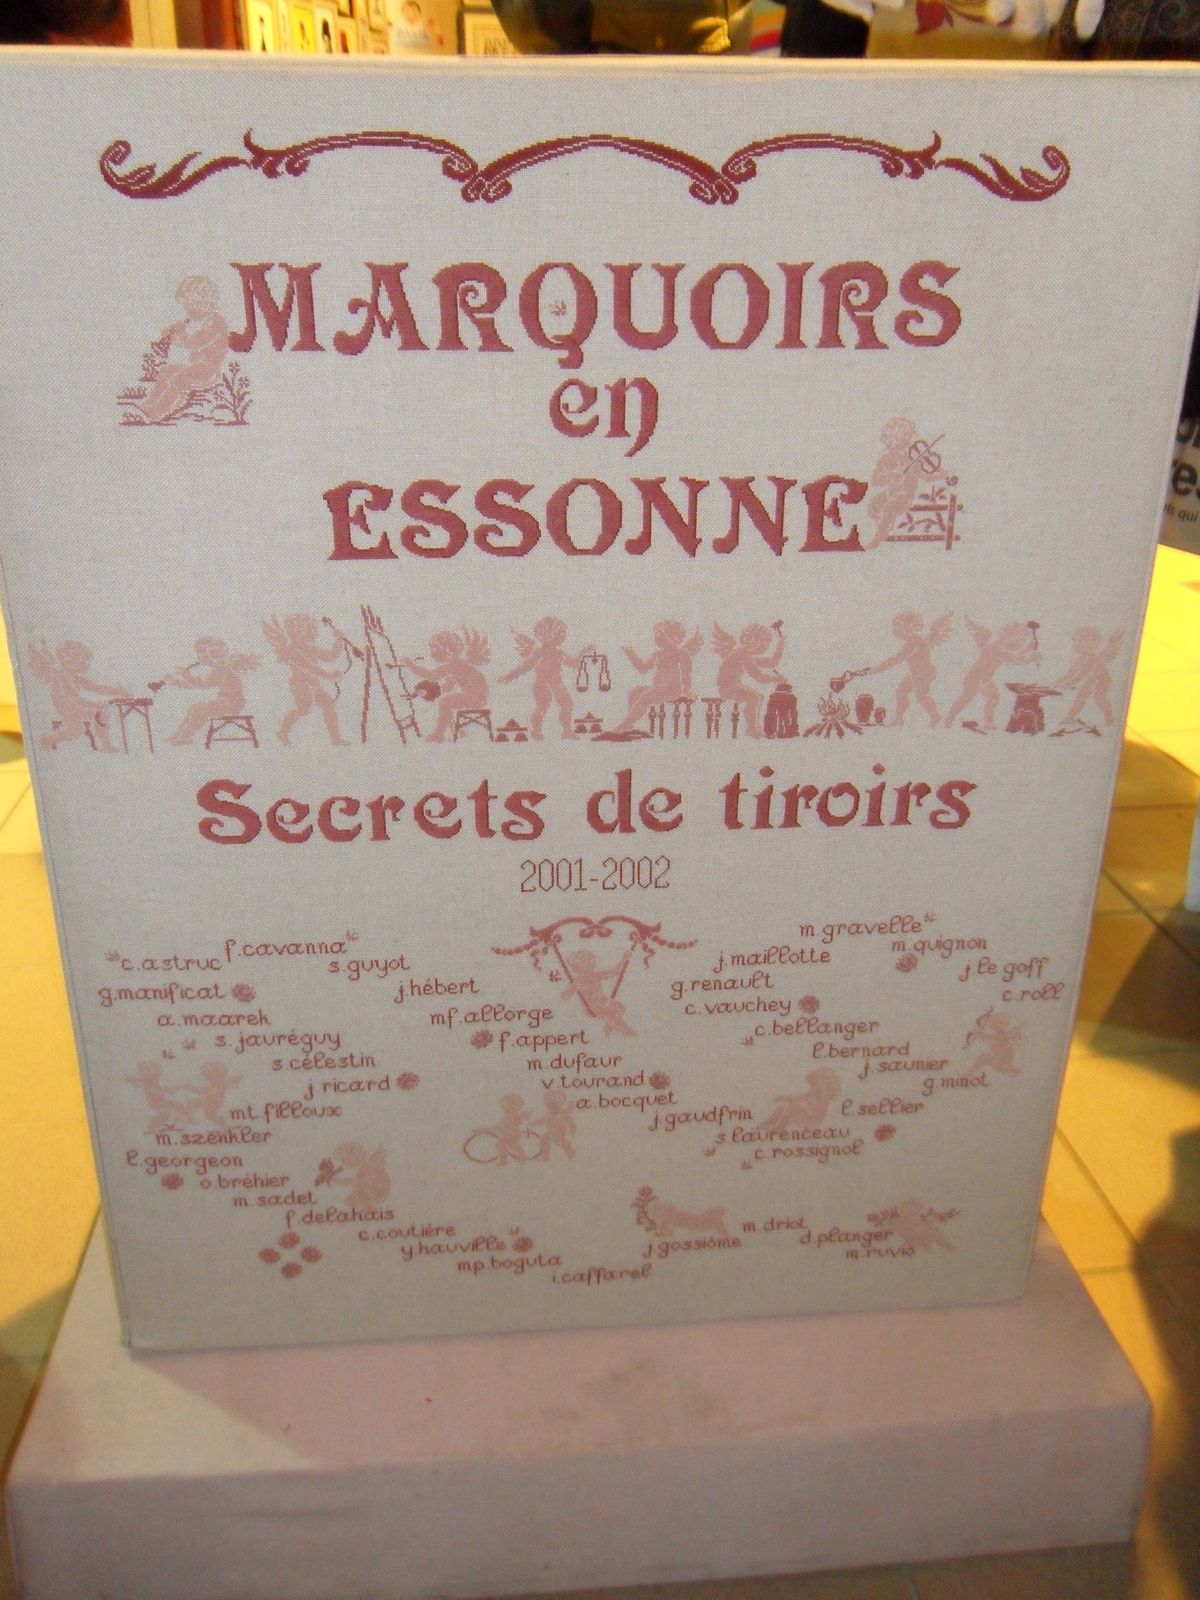 MARQUOIRS
en
ESSONNE
Secrets de tiroirs
2001-2002
f.cavanna
c.astruc
s.guyot
g.manificat
j.hébert
a.maarek
mf.allorge
s.jauréguy
f.appert
s.célestin
m.dufaur
j.ricard
v.tourand
mt.filloux
a.bocquet
m.szenkler
l.georgeon
o.bréhier
m.sadet
f.delahais
c.coutière
y.hauville
mp.boguta
i.caffarel
m.gravelle
m.quignon
j.maillotte
j.le goff
g.renault
c.roll
c.vauchey
c.bellanger
l.bernard
j.saunier
g.minot
j.gaudfrin
l.sellier
s.laurenceau
c.rossignol
m.driot
d.planger
j.gossiôme
m.ruvio
qui